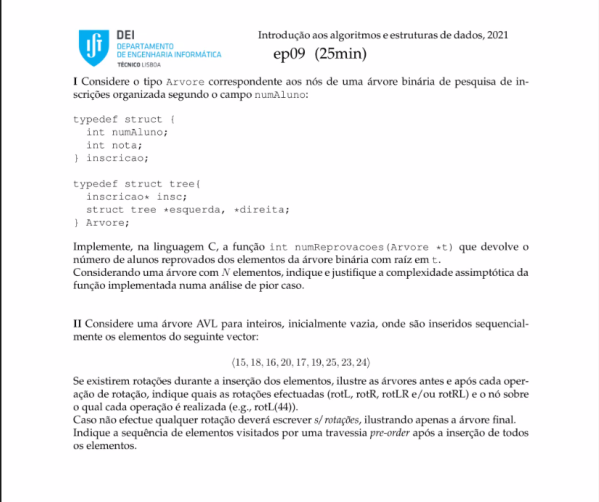 DEI
DEPARTAMENTO
DE ENGENHARIA INFORMÁTICA
TÉCNICO LISBOA
Introdução aos algoritmos e estruturas de dados, 2021
ep09 (25min)
I Considere o tipo Arvore correspondente aos nós de uma árvore binária de pesquisa de in-
scrições organizada segundo o campo numAluno:
typedef struct {
int numAluno;
int nota;
} inscricao;
typedef struct tree{
inscricao* insc;
struct tree *esquerda, *direita;
} Arvore;
Implemente, na linguagem C, a função int numReprovacoes(Arvore *t) que devolve o
número de alunos reprovados dos elementos da árvore binária com raíz em t.
Considerando uma árvore com N elementos, indique e justifique a complexidade assimptótica da
função implementada numa análise de pior caso.
II Considere uma árvore AVL para inteiros, inicialmente vazia, onde são inseridos sequencial-
mente os elementos do seguinte vector:
⟨15, 18, 16, 20, 17, 19, 25, 23, 24⟩
Se existirem rotações durante a inserção dos elementos, ilustre as árvores antes e após cada oper-
ação de rotação, indique quais as rotações efectuadas (rotL, rotR, rotLR e/ou rotRL) e o nó sobre
o qual cada operação é realizada (e.g., rotL(44)).
Caso não efectue qualquer rotação deverá escrever s/ rotações, ilustrando apenas a árvore final.
Indique a sequência de elementos visitados por uma travessia pre-order após a inserção de todos
os elementos.